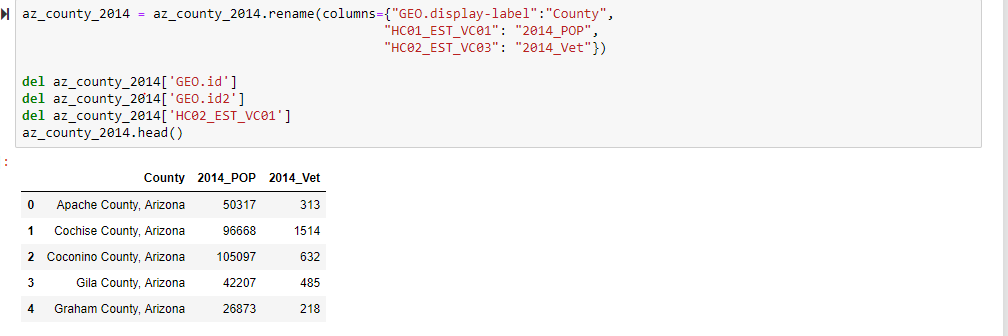 az_county_2014 = az_county_2014.rename(columns={"GEO.display-label":"County",
"HC01_EST_VC01": "2014_POP",
"HC02_EST_VC03": "2014_Vet"})
del az_county_2014['GEO.id']
del az_county_2014['GEO.id2']
del az_county_2014['HC02_EST_VC01']
az_county_2014.head()
:
County 2014_POP 2014_Vet
0 Apache County, Arizona 50317 313
1 Cochise County, Arizona 96668 1514
2 Coconino County, Arizona 105097 632
3 Gila County, Arizona 42207 485
4 Graham County, Arizona 26873 218